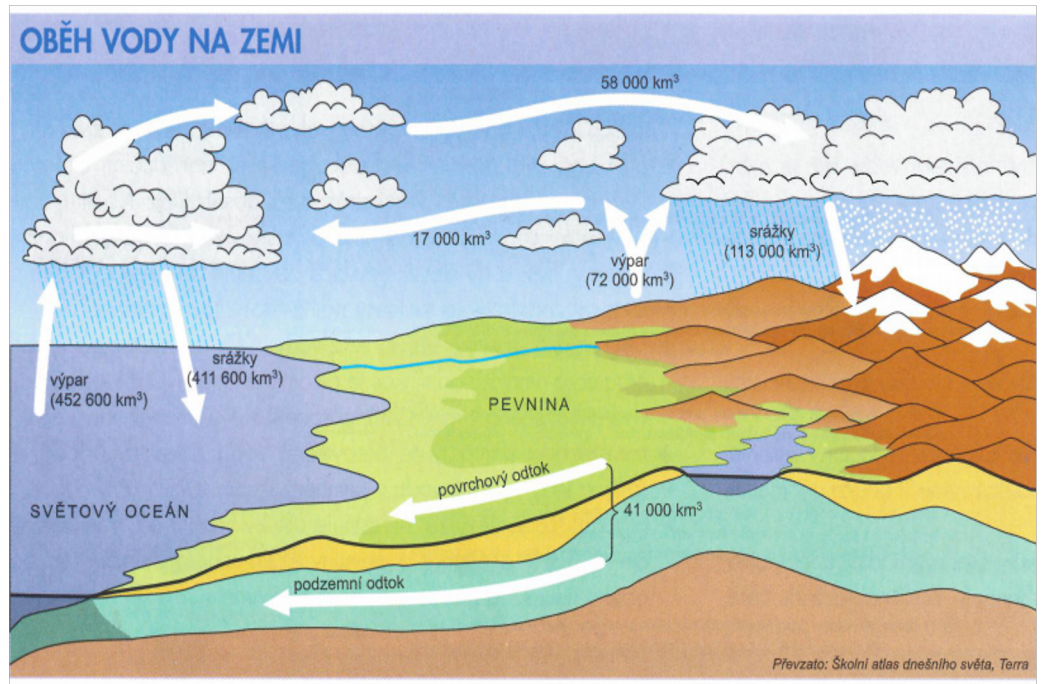 OBĚH VODY NA ZEMI
58 000 km³
17 000 km³
výpar
(72 000 km³)
srážky
(113 000 km³)
srážky
(411 600 km³)
výpar
(452 600 km³)
PEVNINA
SVĚTOVÝ OCEÁN
povrchový odtok
41 000 km³
podzemní odtok
Převzato: Školní atlas dnešního světa, Terra